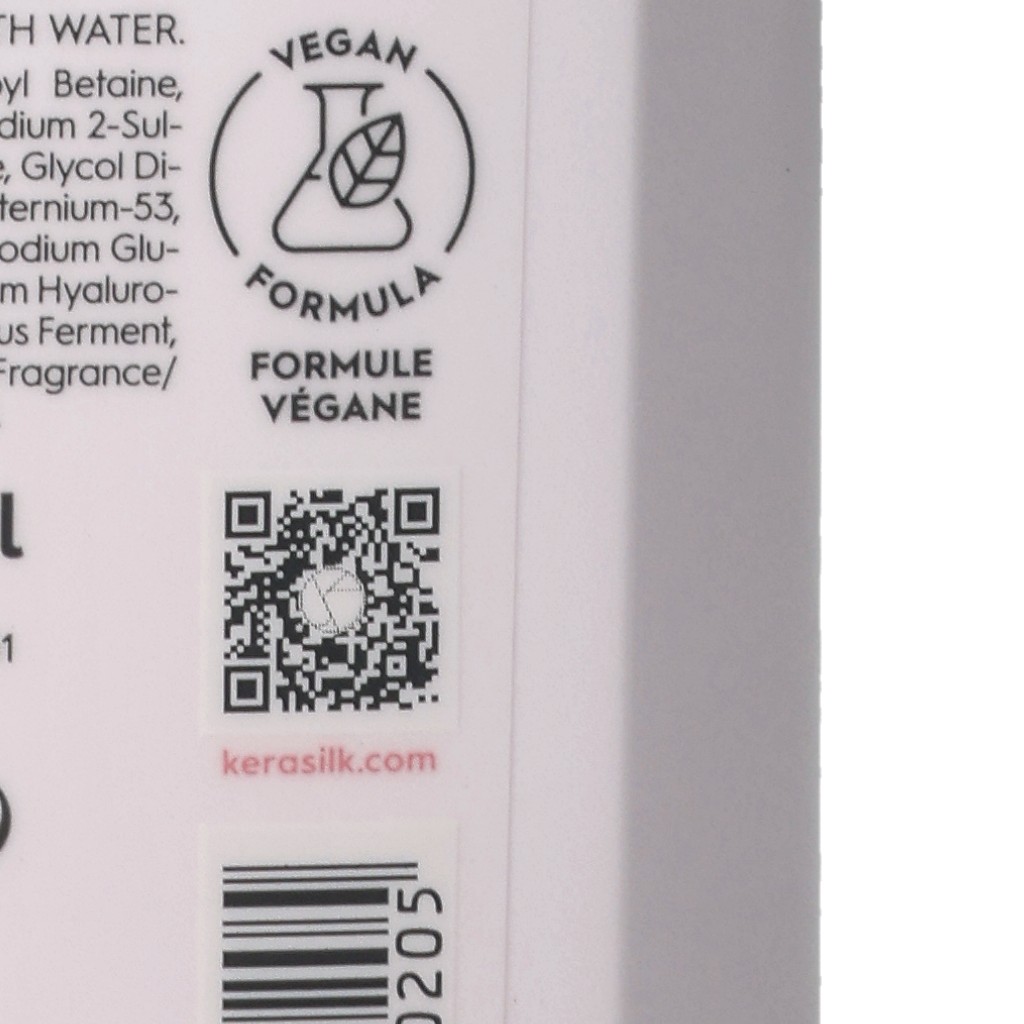 TH WATER.
yl Betaine,
dium 2-Sul-
e, Glycol Di-
ternium-53,
odium Glu-
m Hyaluro-
us Ferment,
Fragrance/
l
1
VEGAN
FORMULA
FORMULE
VÉGANE
kerasilk.com
0205